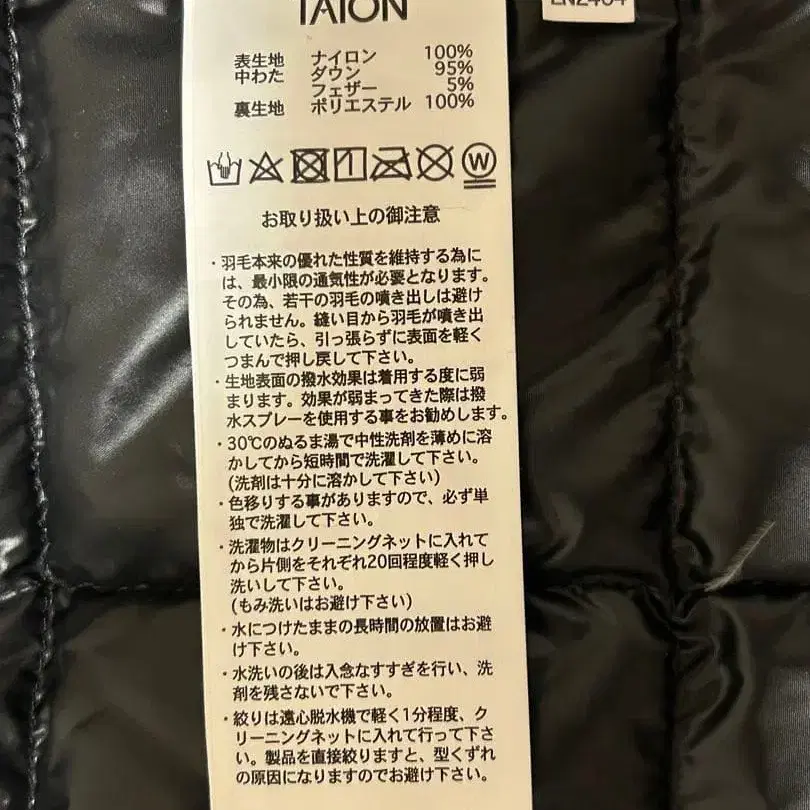 TAION
LN2404
表生地 ナイロン 100%
中わた ダウン 95%
フェザー 5%
裏生地 ポリエステル 100%
W
お取り扱い上の御注意
・羽毛本来の優れた性質を維持する為に
は、最小限の通気性が必要となります。
その為、若干の羽毛の噴き出しは避け
られません。縫い目から羽毛が噴き出
していたら、引っ張らずに表面を軽く
つまんで押し戻して下さい。
・生地表面の撥水効果は着用する度に弱
まります。効果が弱まってきた際は撥
水スプレーを使用する事をお勧めします。
・30℃のぬるま湯で中性洗剤を薄めに溶
かしてから短時間で洗濯して下さい。
(洗剤は十分に溶かして下さい)
・色移りする事がありますので、必ず単
独で洗濯して下さい。
・洗濯物はクリーニングネットに入れて
から片側をそれぞれ20回程度軽く押し
洗いして下さい。
(もみ洗いはお避け下さい)
・水につけたままの長時間の放置はお避
け下さい。
・水洗いの後は入念なすすぎを行い、洗
剤を残さないで下さい。
・絞りは遠心脱水機で軽く1分程度、ク
リーニングネットに入れて行って下さ
い。製品を直接絞りますと、型くずれ
の原因になりますのでお避け下さい。